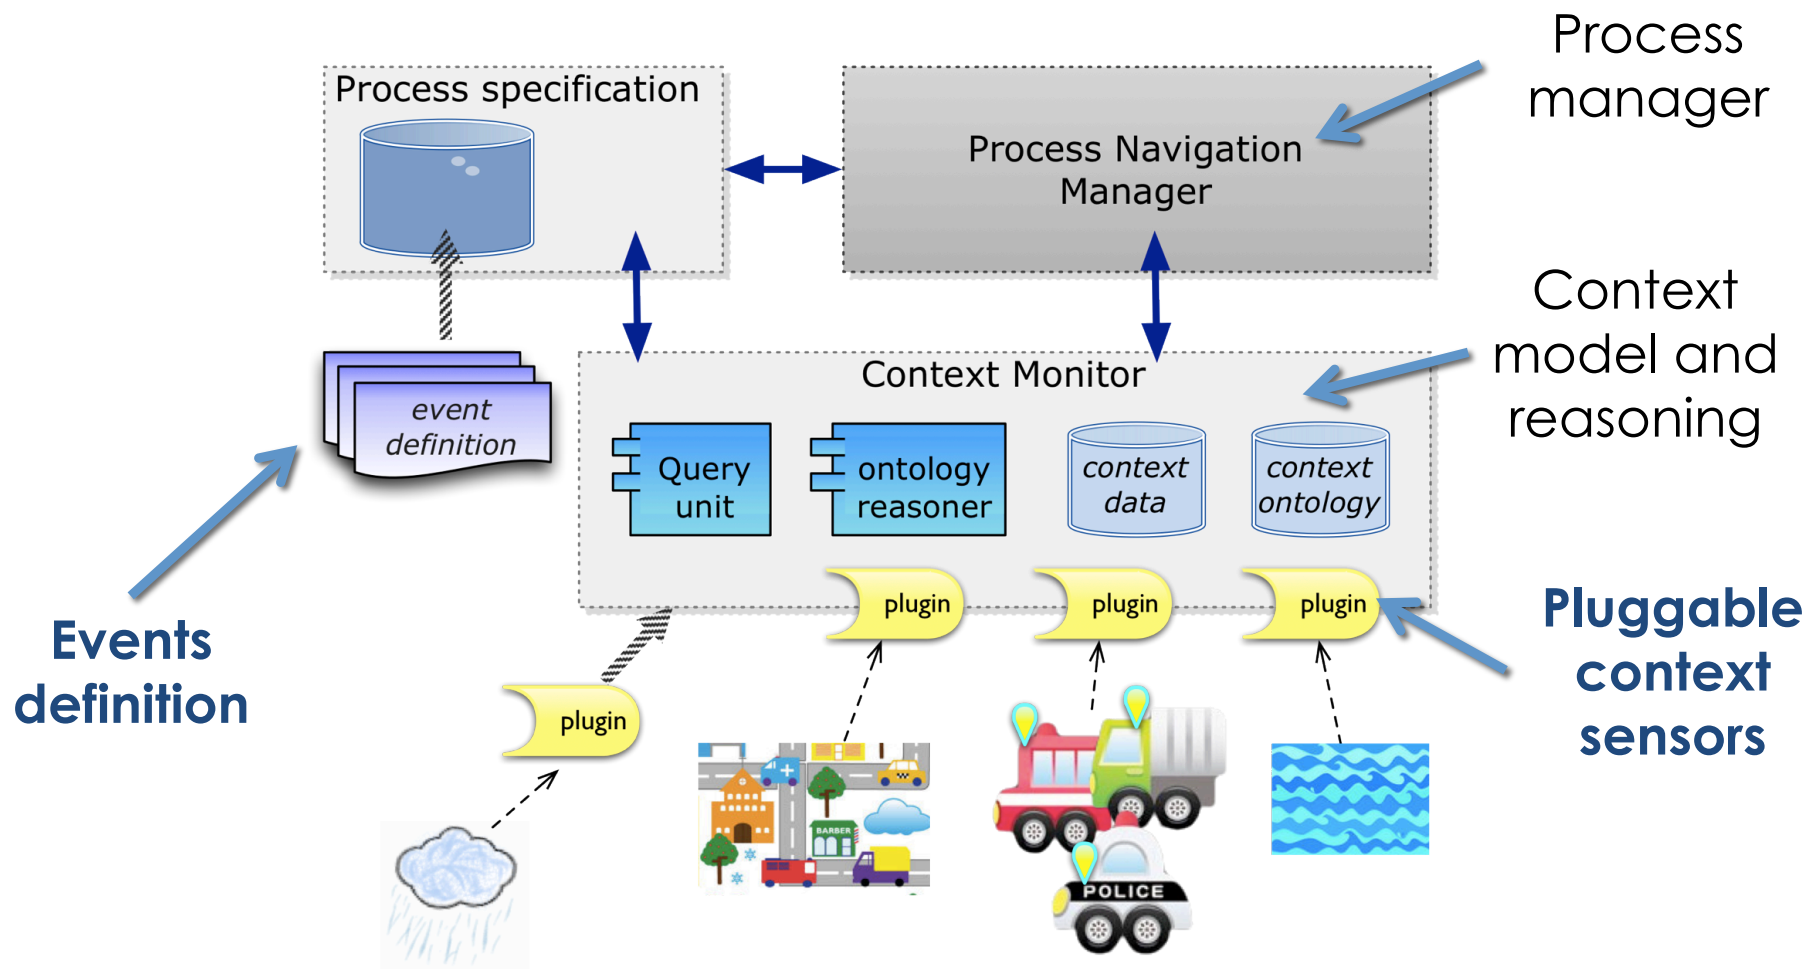 Process
manager
Process specification
Process Navigation
Manager
Context
model and
reasoning
Context Monitor
event
definition
Query
unit
ontology
reasoner
context
data
context
ontology
plugin
plugin
plugin
Pluggable
context
sensors
Events
definition
plugin
BARBER
POLICE